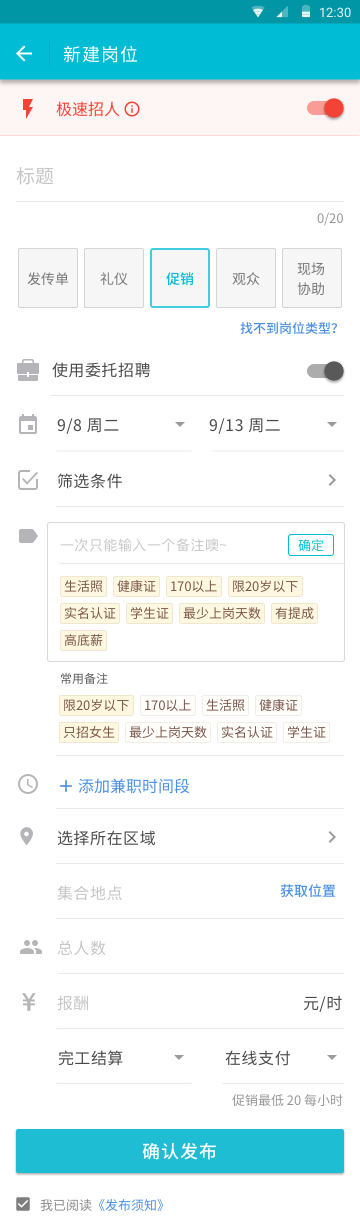 12:30
新建岗位
极速招人
标题
0/20
发传单 礼仪 促销 观众 现场协助
找不到岗位类型?
使用委托招聘
9/8 周二 9/13 周二
筛选条件
一次只能输入一个备注噢~ 确定
生活照 健康证 170以上 限20岁以下
实名认证 学生证 最少上岗天数 有提成
高底薪
常用备注
限20岁以下 170以上 生活照 健康证
只招女生 最少上岗天数 实名认证 学生证
+ 添加兼职时间段
选择所在区域
集合地点 获取位置
总人数
¥ 报酬 元/时
完工结算 在线支付
促销最低 20 每小时
确认发布
我已阅读《发布须知》